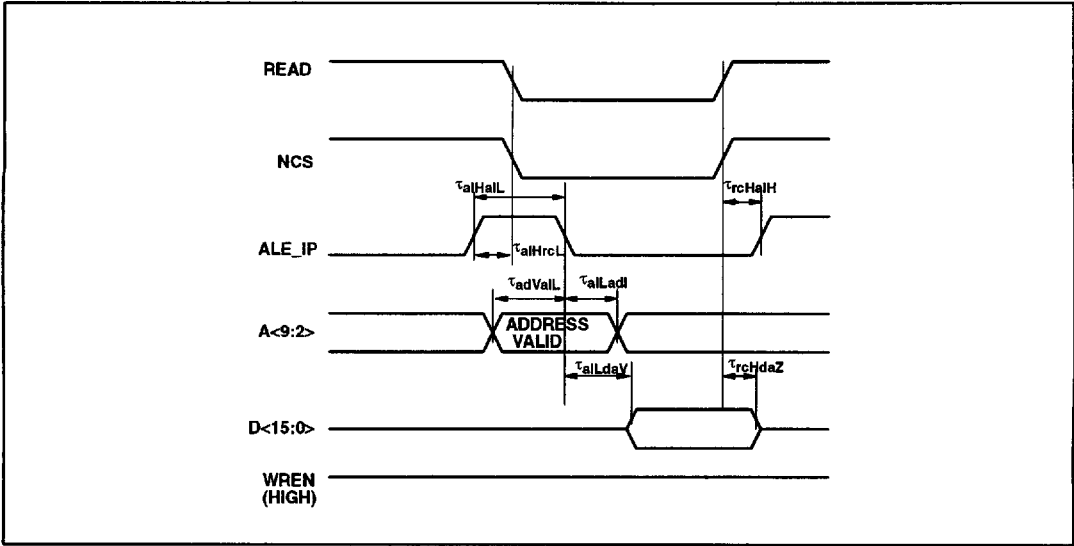 READ
NCS
τalHalL
τrcHalH
ALE_IP
τalHrcL
τadValL
τalLadI
A<9:2>
ADDRESS
VALID
τalLdaV
τrcHdaZ
D<15:0>
WREN
(HIGH)